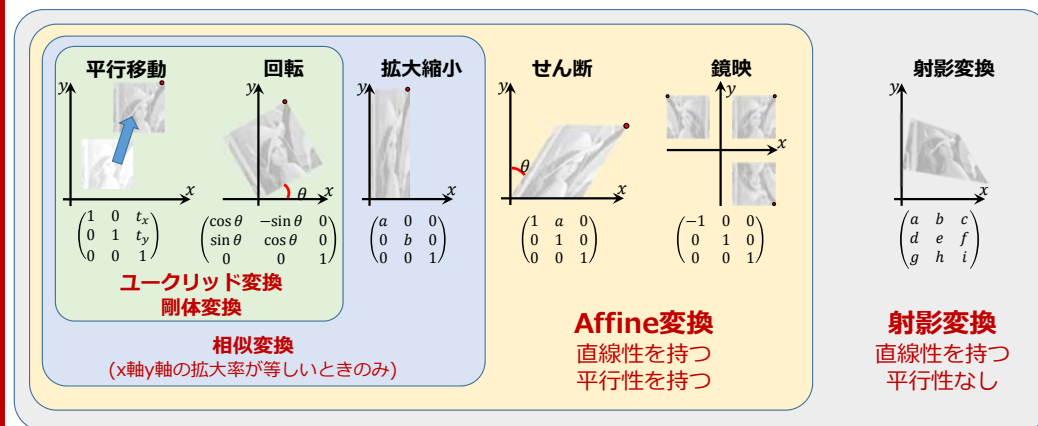 平行移動
回転
拡大縮小
せん断
鏡映
射影変換
y
x
y
θ
x
y
x
y
θ
x
y
x
y
x
1 0 t_x
0 1 t_y
0 0 1
cos θ −sin θ 0
sin θ cos θ 0
0 0 1
a 0 0
0 b 0
0 0 1
1 a 0
0 1 0
0 0 1
−1 0 0
0 1 0
0 0 1
a b c
d e f
g h i
ユークリッド変換
剛体変換
相似変換
(x軸y軸の拡大率が等しいときのみ)
Affine変換
直線性を持つ
平行性を持つ
射影変換
直線性を持つ
平行性なし